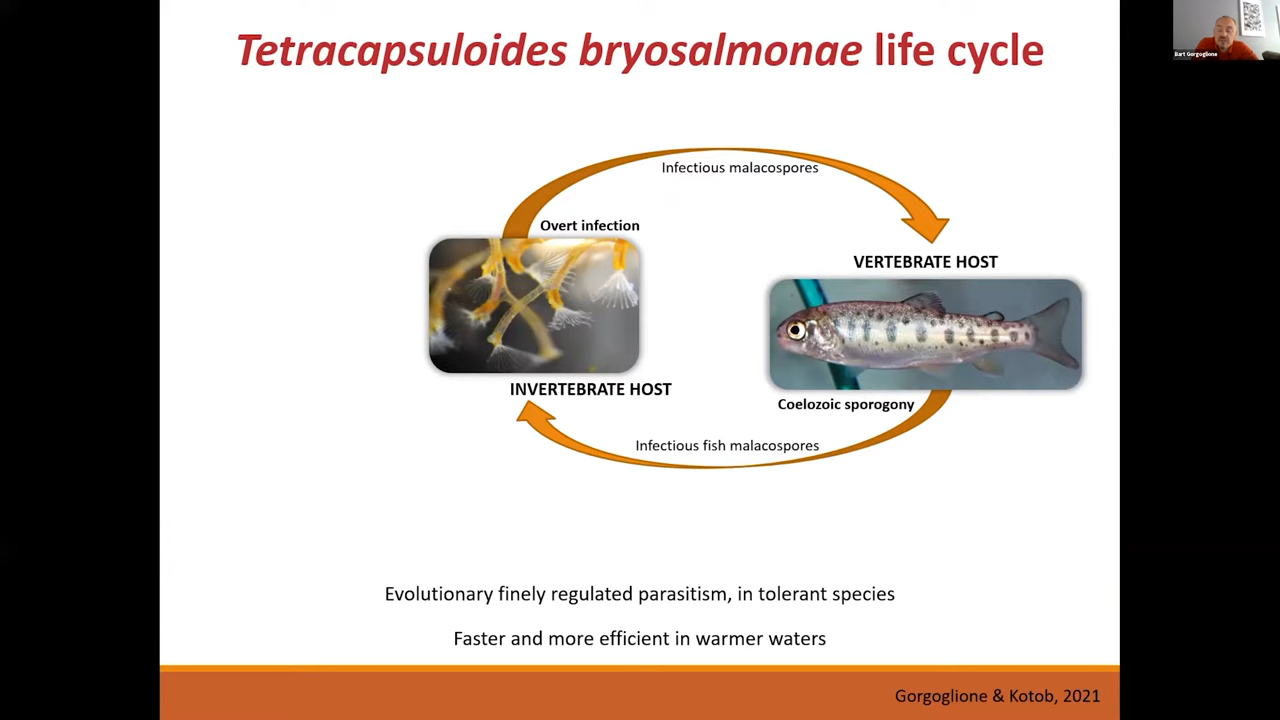 Tetracapsuloides bryosalmonae life cycle
Bart Gorgoglione
Infectious malacospores
Overt infection
VERTEBRATE HOST
INVERTEBRATE HOST
Coelozoic sporogony
Infectious fish malacospores
Evolutionary finely regulated parasitism, in tolerant species
Faster and more efficient in warmer waters
Gorgoglione & Kotob, 2021